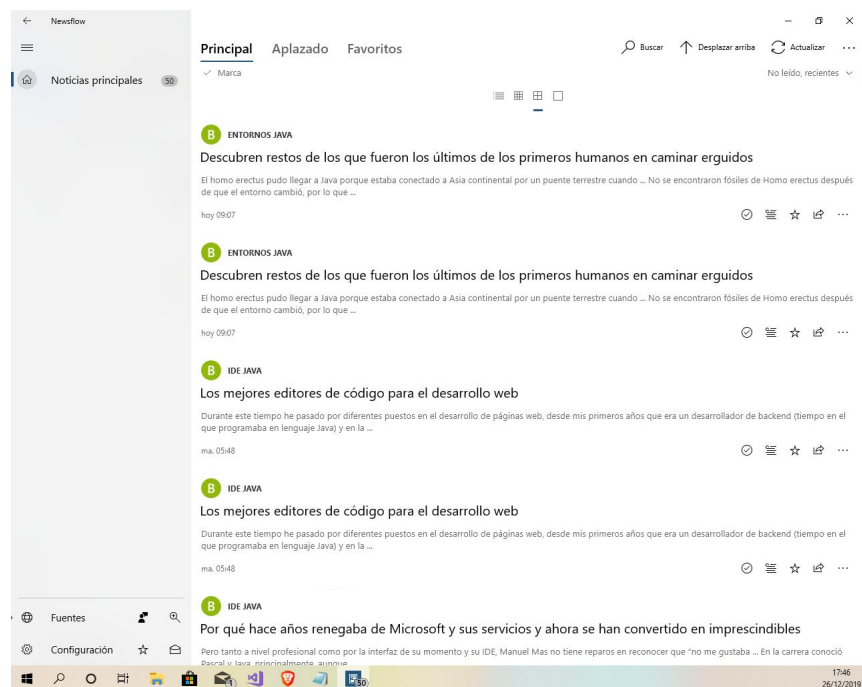 Newsflow
Principal Aplazado Favoritos
Buscar Desplazar arriba Actualizar
Noticias principales 50
Marca
No leído, recientes
B ENTORNOS JAVA
Descubren restos de los que fueron los últimos de los primeros humanos en caminar erguidos
El homo erectus pudo llegar a Java porque estaba conectado a Asia continental por un puente terrestre cuando ... No se encontraron fósiles de Homo erectus después
de que el entorno cambió, por lo que ...
hoy 09:07
B ENTORNOS JAVA
Descubren restos de los que fueron los últimos de los primeros humanos en caminar erguidos
El homo erectus pudo llegar a Java porque estaba conectado a Asia continental por un puente terrestre cuando ... No se encontraron fósiles de Homo erectus después
de que el entorno cambió, por lo que ...
hoy 09:07
B IDE JAVA
Los mejores editores de código para el desarrollo web
Durante este tiempo he pasado por diferentes puestos en el desarrollo de páginas web, desde mis primeros años que era un desarrollador de backend (tiempo en el
que programaba en lenguaje Java) y en la ...
ma. 05:48
B IDE JAVA
Los mejores editores de código para el desarrollo web
Durante este tiempo he pasado por diferentes puestos en el desarrollo de páginas web, desde mis primeros años que era un desarrollador de backend (tiempo en el
que programaba en lenguaje Java) y en la ...
ma. 05:48
B IDE JAVA
Por qué hace años renegaba de Microsoft y sus servicios y ahora se han convertido en imprescindibles
Pero tanto a nivel profesional como por la interfaz de su momento y su IDE, Manuel Mas no tiene reparos en reconocer que "no me gustaba ... En la carrera conoció
Pascal y Java, principalmente, aunque
Fuentes
Configuración
50
17:46
26/12/2019